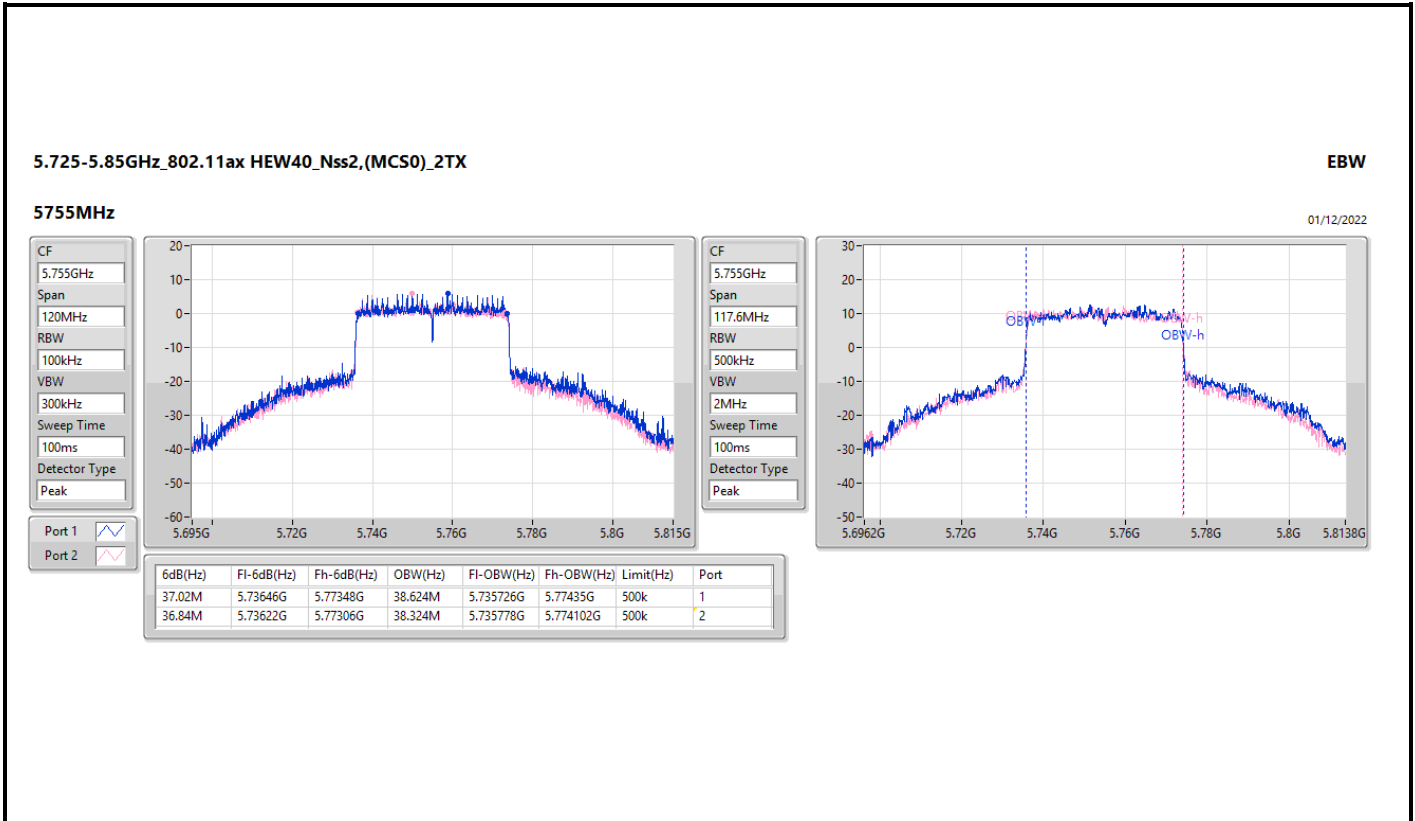 5.725-5.85GHz_802.11ax HEW40_Nss2,(MCS0)_2TX
EBW
5755MHz
01/12/2022
CF
5.755GHz
Span
120MHz
RBW
100kHz
VBW
300kHz
Sweep Time
100ms
Detector Type
Peak
Port 1
Port 2
20
10
0
-10
-20
-30
-40
-50
-60
5.695G 5.72G 5.74G 5.76G 5.78G 5.8G 5.815G
CF
5.755GHz
Span
117.6MHz
RBW
500kHz
VBW
2MHz
Sweep Time
100ms
Detector Type
Peak
30
20
10
0
-10
-20
-30
-40
-50
OBW-h
5.6962G 5.72G 5.74G 5.76G 5.78G 5.8G 5.8138G
6dB(Hz) Fl-6dB(Hz) Fh-6dB(Hz) OBW(Hz) Fl-OBW(Hz) Fh-OBW(Hz) Limit(Hz) Port
37.02M 5.73646G 5.77348G 38.624M 5.735726G 5.77435G 500k 1
36.84M 5.73622G 5.77306G 38.324M 5.735778G 5.774102G 500k 2